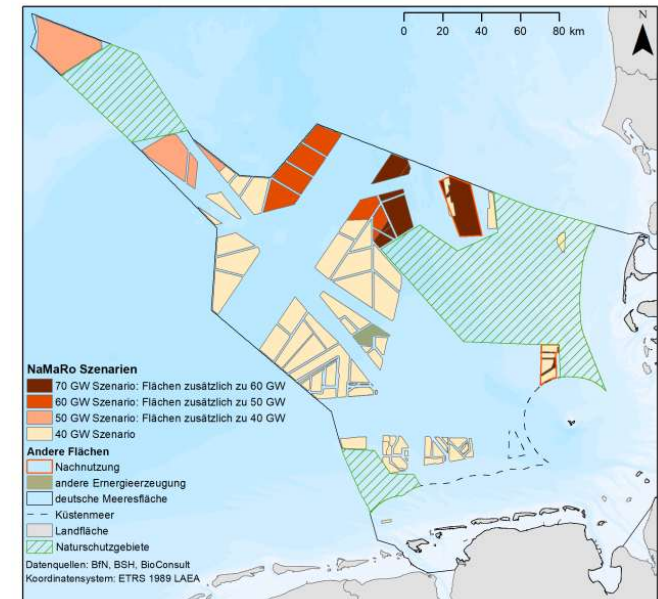 0 20 40 80 km
N
NaMaRo Szenarien
70 GW Szenario: Flächen zusätzlich zu 60 GW
60 GW Szenario: Flächen zusätzlich zu 50 GW
50 GW Szenario: Flächen zusätzlich zu 40 GW
40 GW Szenario
Andere Flächen
Nachnutzung
andere Ernergieerzeugung
deutsche Meeresfläche
Küstenmeer
Landfläche
Naturschutzgebiete
Datenquellen: BfN, BSH, BioConsult
Koordinatensystem: ETRS 1989 LAEA